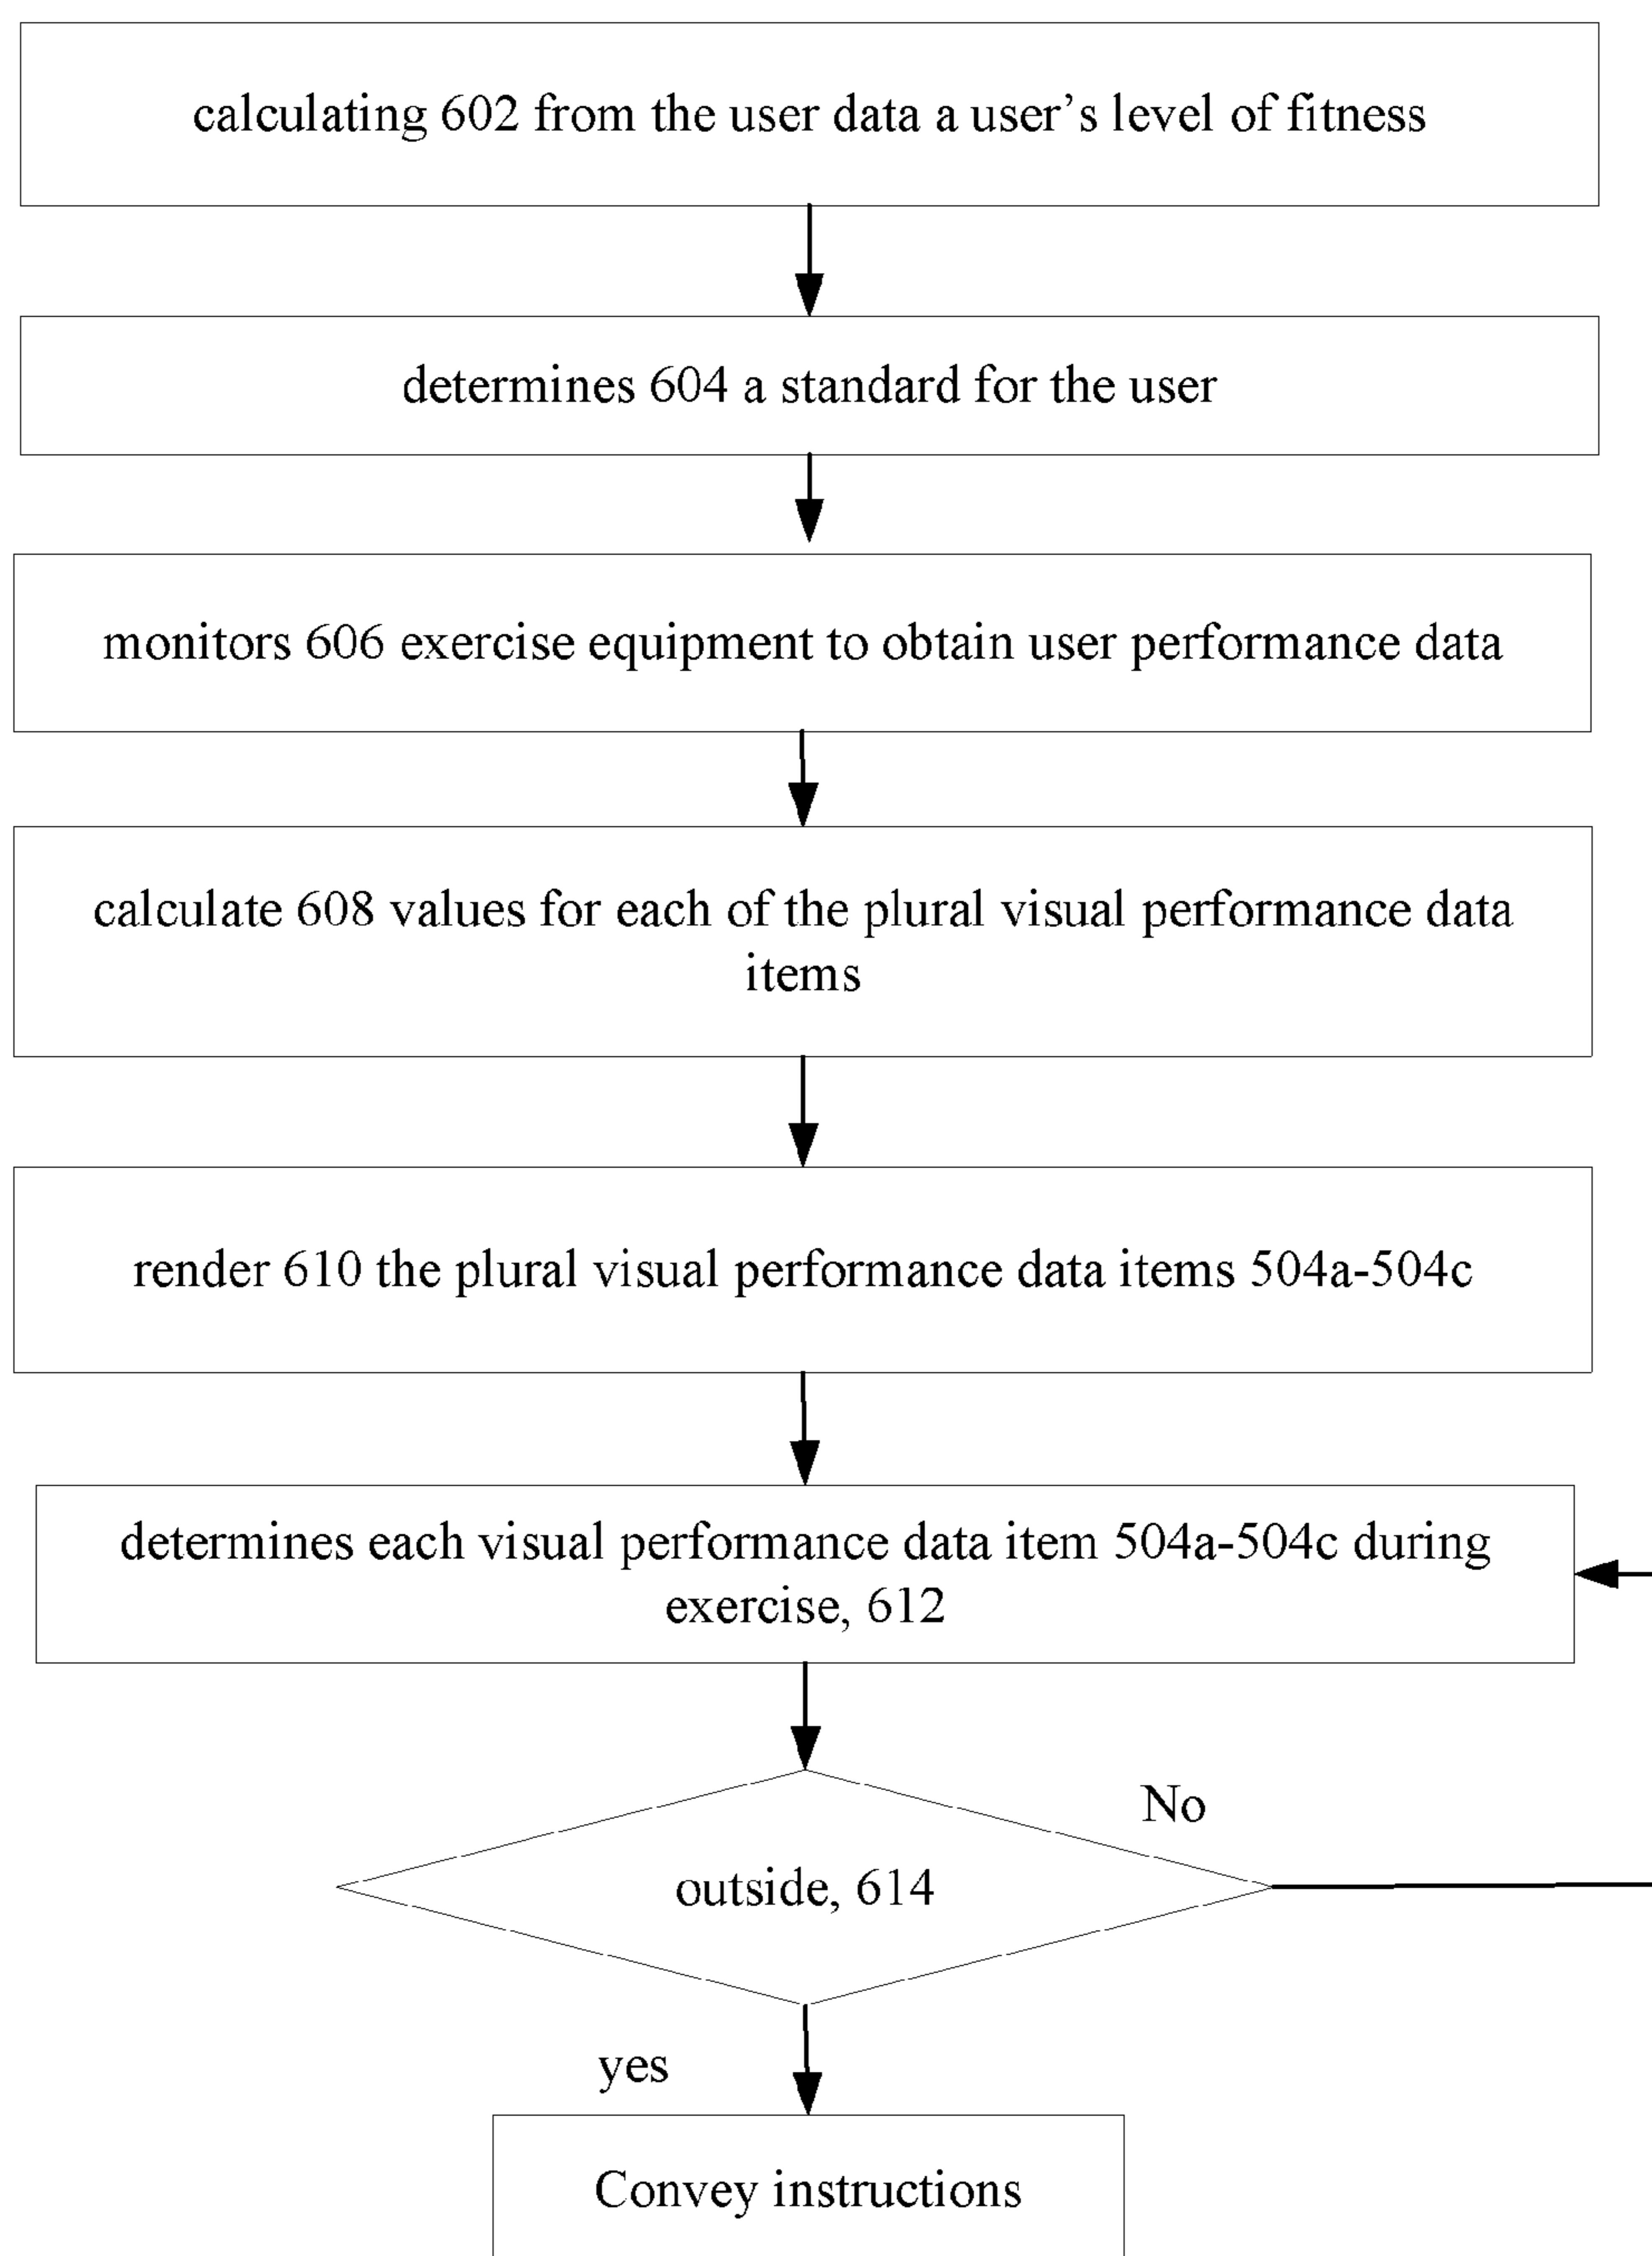 calculating 602 from the user data a user's level of fitness
determines 604 a standard for the user
monitors 606 exercise equipment to obtain user performance data
calculate 608 values for each of the plural visual performance data
items
render 610 the plural visual performance data items 504a-504c
determines each visual performance data item 504a-504c during
exercise, 612
No
outside, 614
yes
Convey instructions